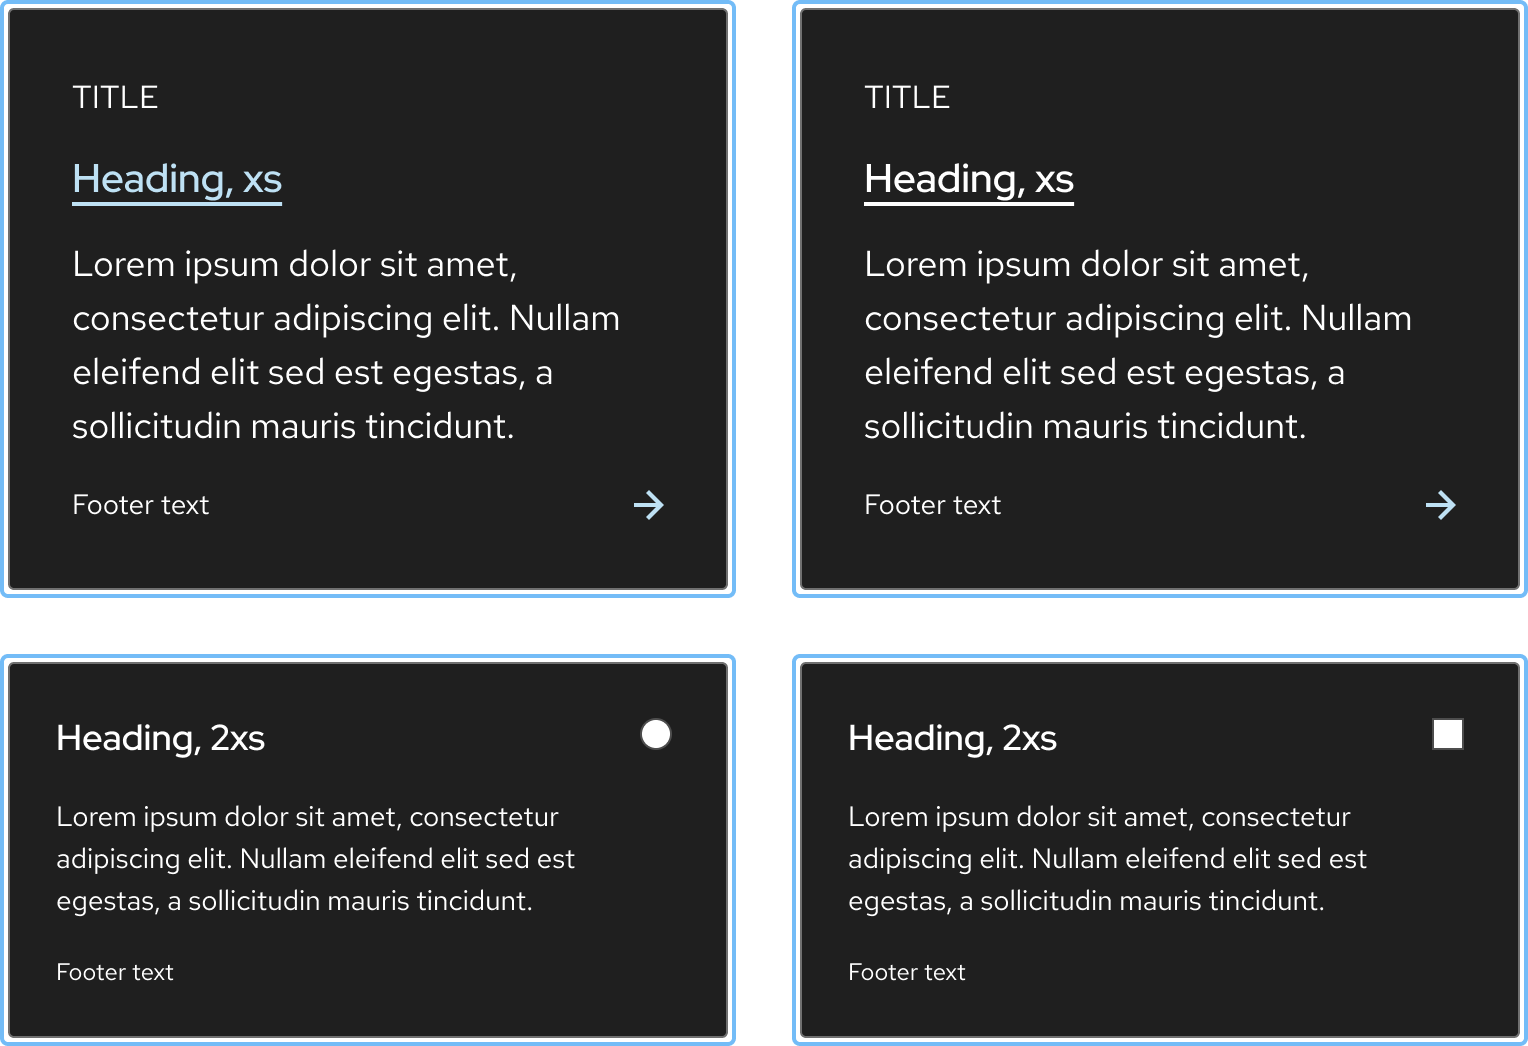 TITLE
Heading, xs
Lorem ipsum dolor sit amet,
consectetur adipiscing elit. Nullam
eleifend elit sed est egestas, a
sollicitudin mauris tincidunt.
Footer text
TITLE
Heading, xs
Lorem ipsum dolor sit amet,
consectetur adipiscing elit. Nullam
eleifend elit sed est egestas, a
sollicitudin mauris tincidunt.
Footer text
Heading, 2xs
Lorem ipsum dolor sit amet, consectetur
adipiscing elit. Nullam eleifend elit sed est
egestas, a sollicitudin mauris tincidunt.
Footer text
Heading, 2xs
Lorem ipsum dolor sit amet, consectetur
adipiscing elit. Nullam eleifend elit sed est
egestas, a sollicitudin mauris tincidunt.
Footer text